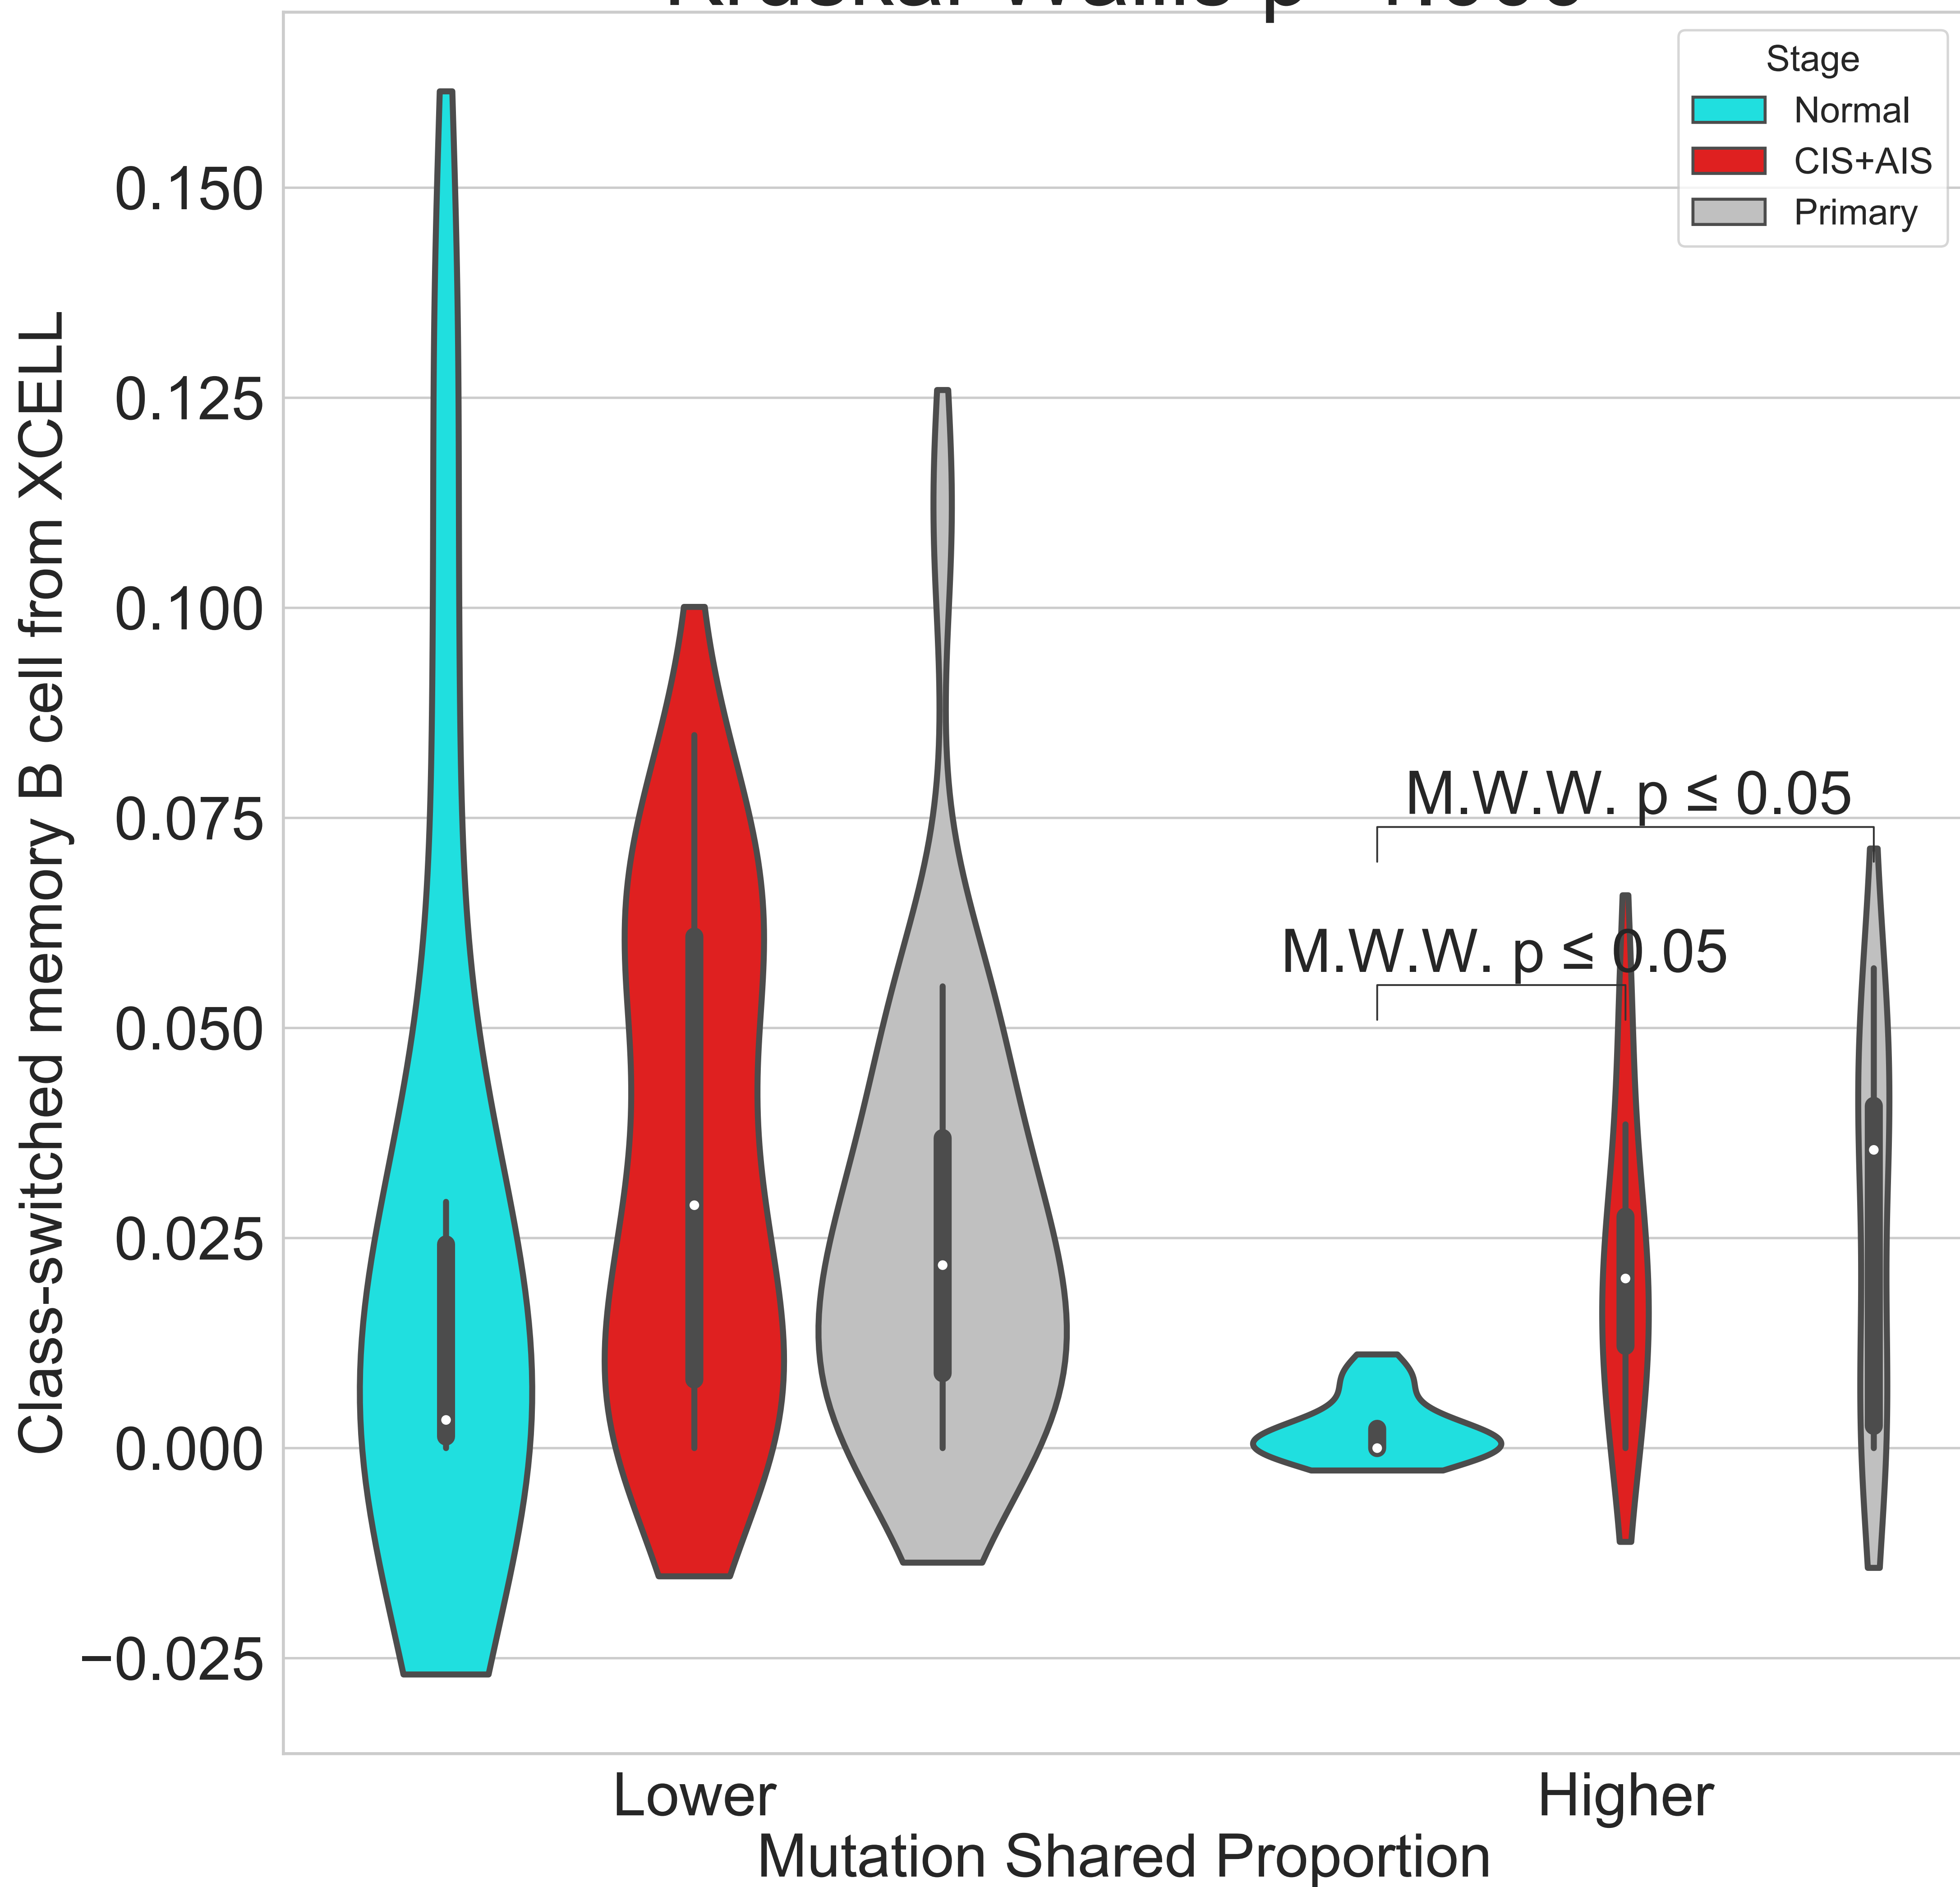 Stage
Normal
CIS+AIS
Primary
0.150
0.125
0.100
0.075
0.050
0.025
0.000
−0.025
Class-switched memory B cell from XCELL
M.W.W. p ≤ 0.05
M.W.W. p ≤ 0.05
Lower
Higher
Mutation Shared Proportion